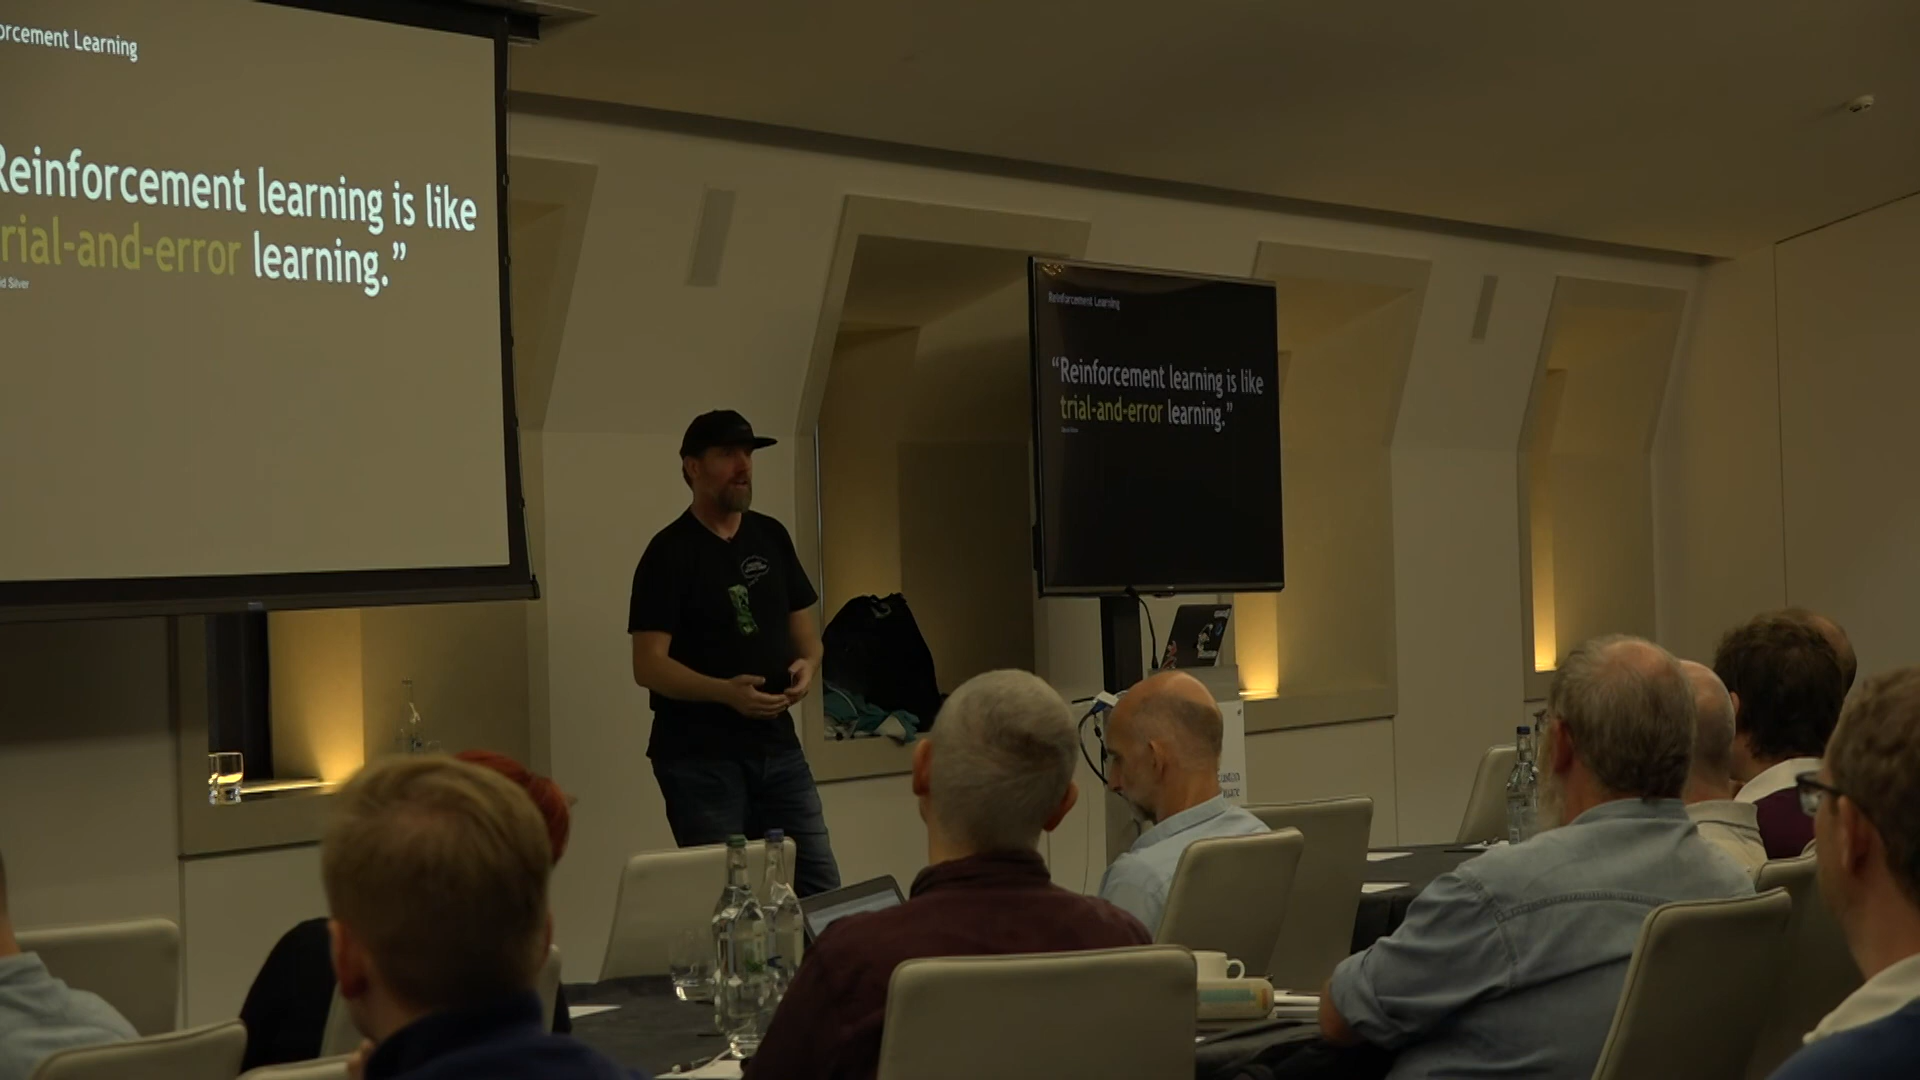 orcement Learning
Reinforcement learning is like
rial-and-error learning.”
d Silver
Reinforcement Learning
“Reinforcement learning is like
trial-and-error learning.”